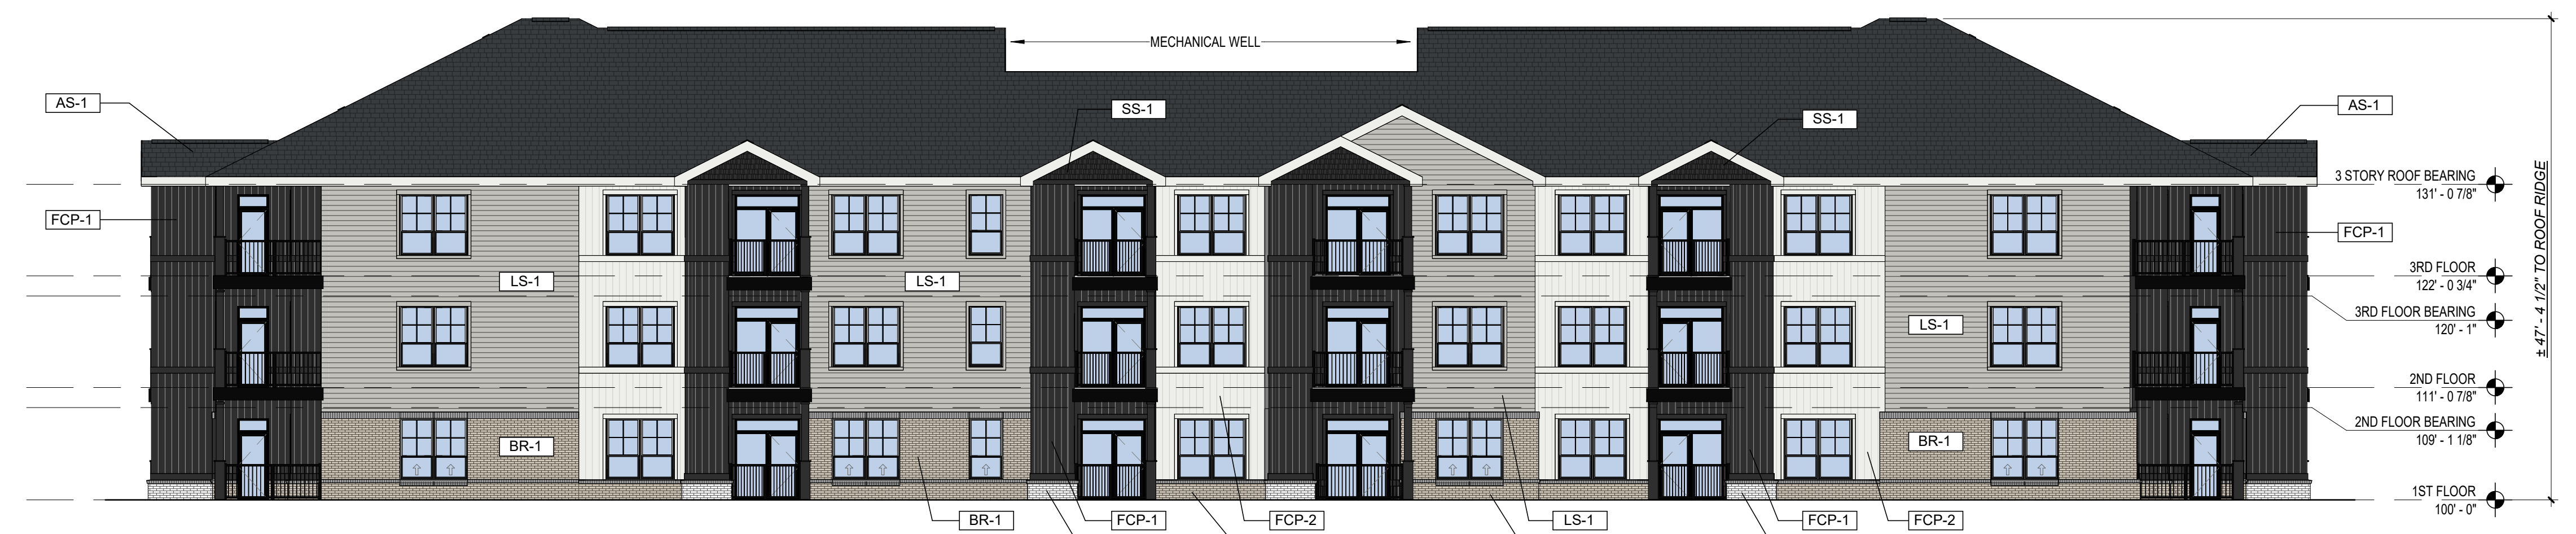 MECHANICAL WELL
AS-1
SS-1
SS-1
AS-1
3 STORY ROOF BEARING
131' - 0 7/8"
FCP-1
FCP-1
± 47' - 4 1/2" TO ROOF RIDGE
LS-1
LS-1
3RD FLOOR
122' - 0 3/4"
3RD FLOOR BEARING
120' - 1"
LS-1
2ND FLOOR
111' - 0 7/8"
2ND FLOOR BEARING
109' - 1 1/8"
BR-1
BR-1
1ST FLOOR
100' - 0"
BR-1
FCP-1
FCP-2
LS-1
FCP-1
FCP-2